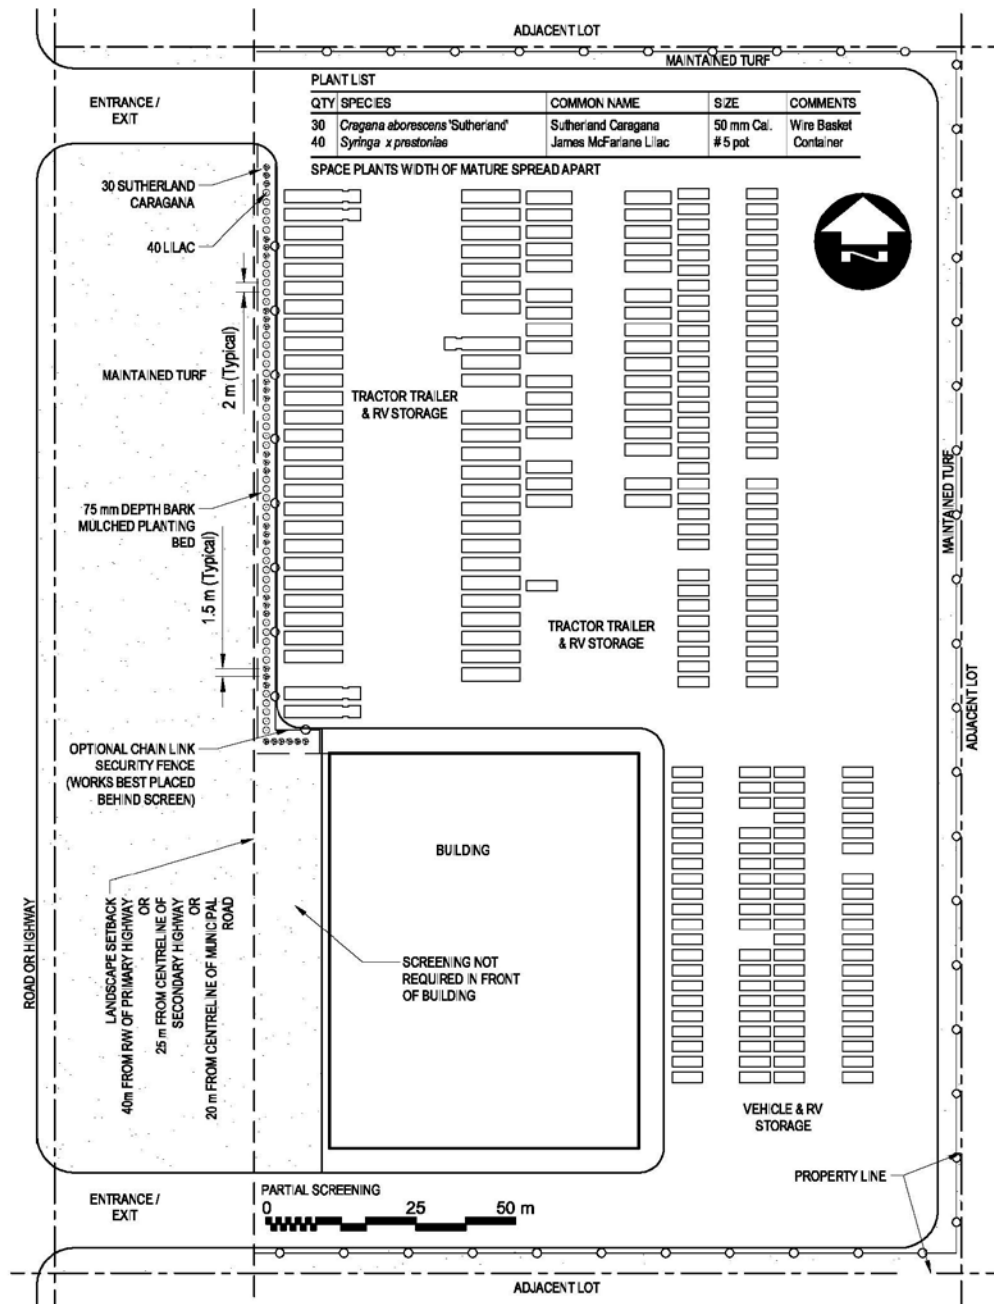 ADJACENT LOT
MAINTAINED TURF
ENTRANCE /
EXIT
PLANT LIST
QTY SPECIES COMMON NAME SIZE COMMENTS
30 Cragana aborescens 'Sutherland' Sutherland Caragana 50 mm Cal. Wire Basket
40 Syringa x prestoniae James McFarlane Lilac # 5 pot Container
SPACE PLANTS WIDTH OF MATURE SPREAD APART
30 SUTHERLAND
CARAGANA
40 LILAC
N
2 m (Typical)
MAINTAINED TURF
TRACTOR TRAILER
& RV STORAGE
MAINTAINED TURF
75 mm DEPTH BARK
MULCHED PLANTING
BED
1.5 m (Typical)
TRACTOR TRAILER
& RV STORAGE
ADJACENT LOT
OPTIONAL CHAIN LINK
SECURITY FENCE
(WORKS BEST PLACED
BEHIND SCREEN)
BUILDING
ROAD OR HIGHWAY
LANDSCAPE SETBACK
40m FROM R/W OF PRIMARY HIGHWAY
OR
25 m FROM CENTRELINE OF
SECONDARY HIGHWAY
OR
20 m FROM CENTRELINE OF MUNICIPAL
ROAD
SCREENING NOT
REQUIRED IN FRONT
OF BUILDING
VEHICLE & RV
STORAGE
PROPERTY LINE
ENTRANCE /
EXIT
PARTIAL SCREENING
0 25 50 m
ADJACENT LOT